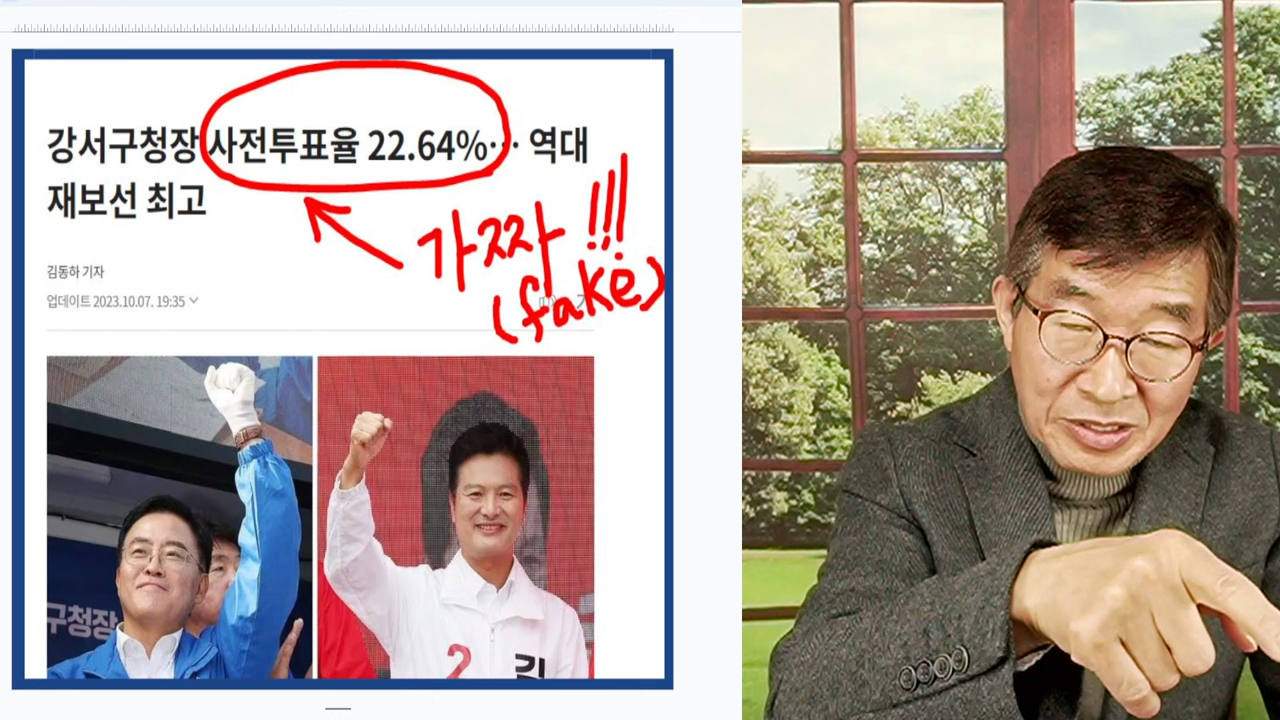 강서구청장 사전투표율 22.64%… 역대
재보선 최고
가짜 !!!
(fake)
김동하 기자
업데이트 2023.10.07. 19:35
구청장
2
김